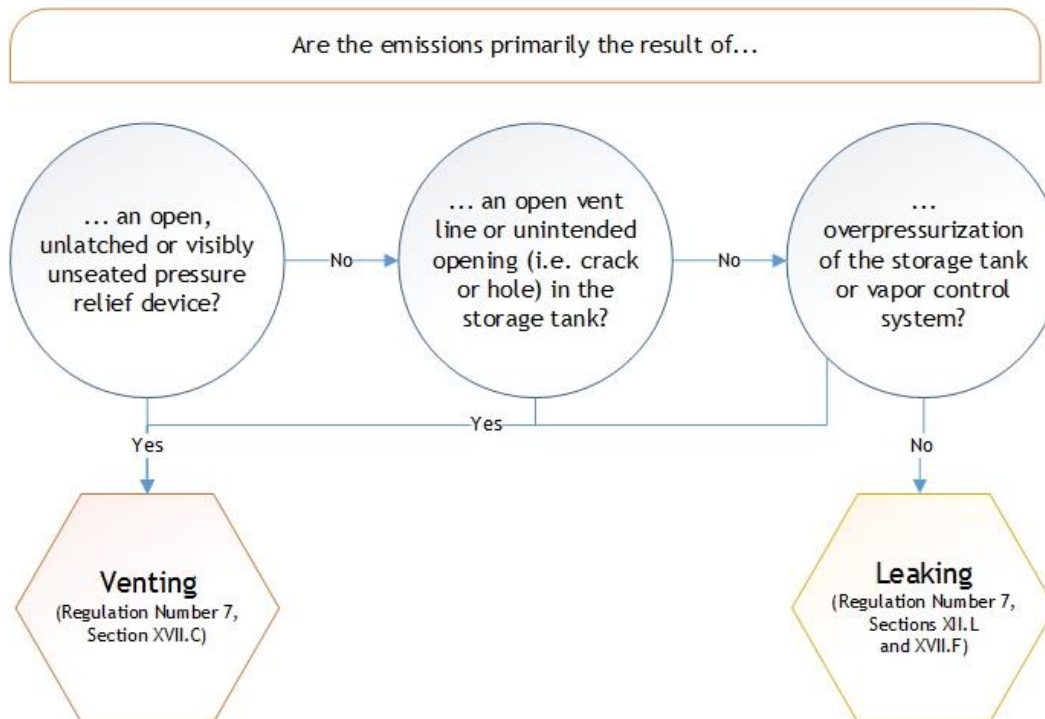 Are the emissions primarily the result of...
... an open,
unlatched or visibly
unseated pressure
relief device?
No
... an open vent
line or unintended
opening (i.e. crack
or hole) in the
storage tank?
No
...
overpressurization
of the storage tank
or vapor control
system?
Yes
Yes
No
Venting
(Regulation Number 7,
Section XVII.C)
Leaking
(Regulation Number 7,
Sections XII.L
and XVII.F)